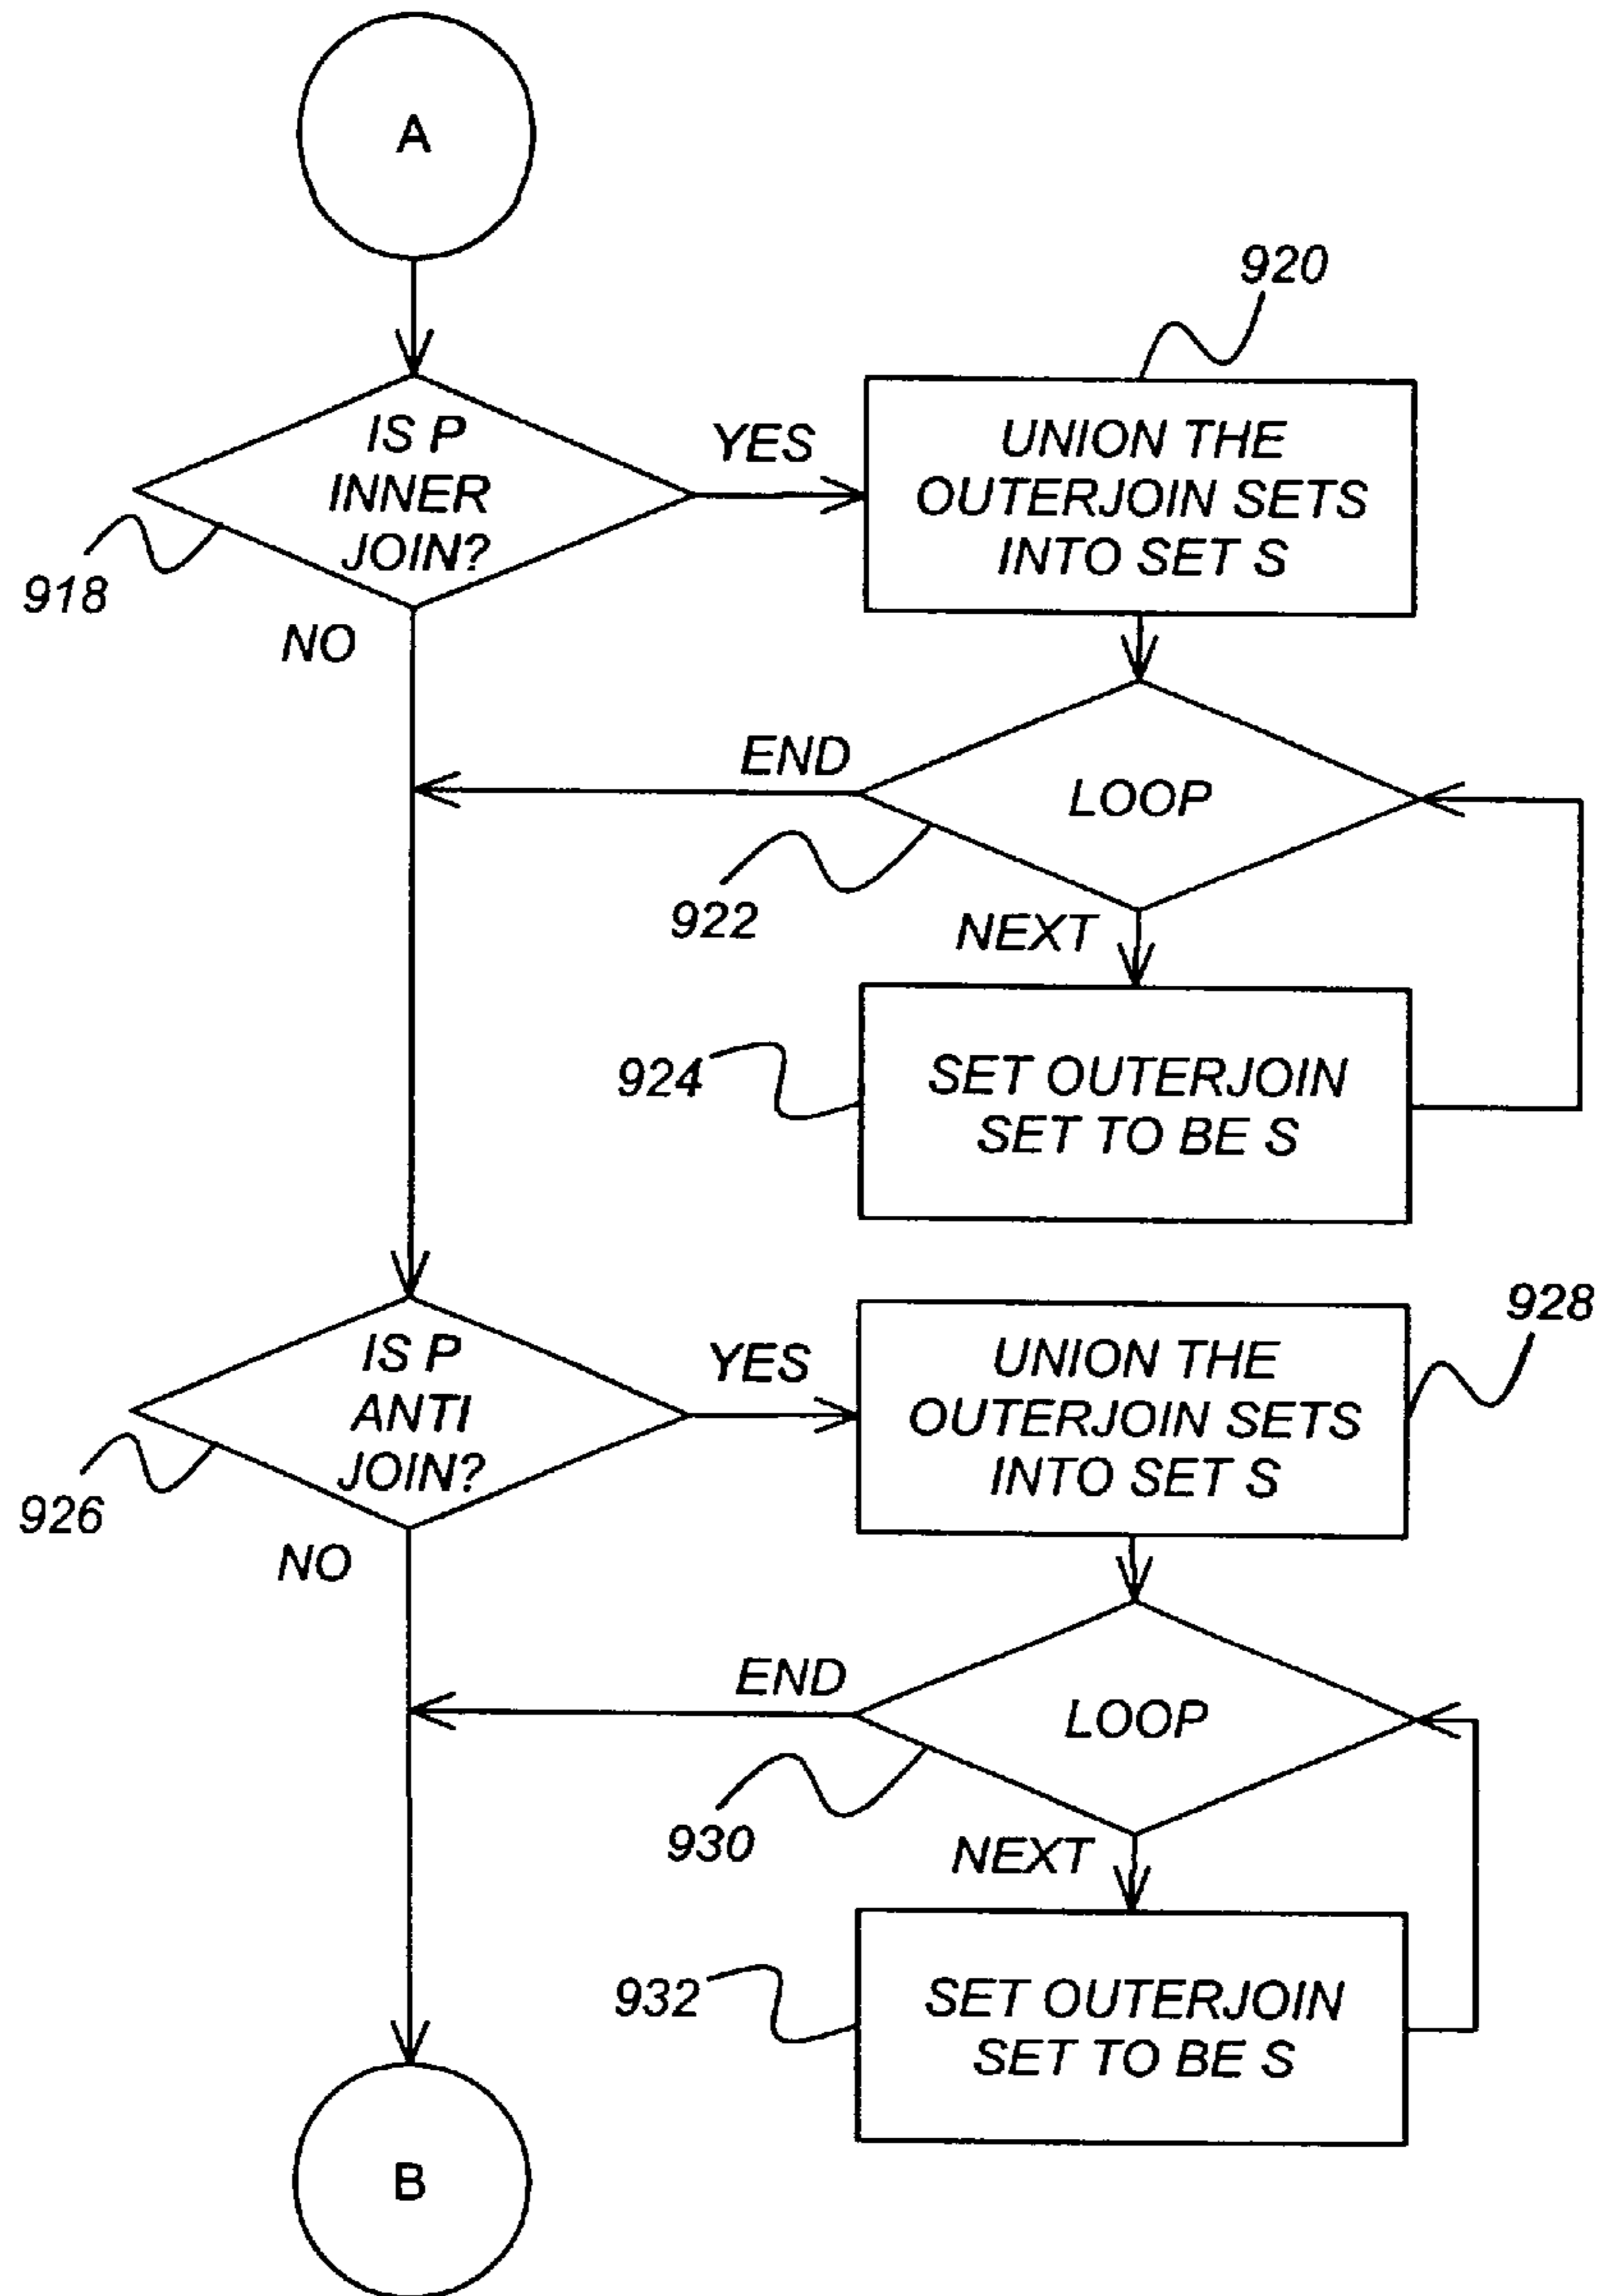 A
920
IS P
INNER
JOIN?
YES
UNION THE
OUTERJOIN SETS
INTO SET S
918
NO
END
LOOP
922
NEXT
924
SET OUTERJOIN
SET TO BE S
928
IS P
ANTI
JOIN?
YES
UNION THE
OUTERJOIN SETS
INTO SET S
926
NO
END
LOOP
930
NEXT
932
SET OUTERJOIN
SET TO BE S
B